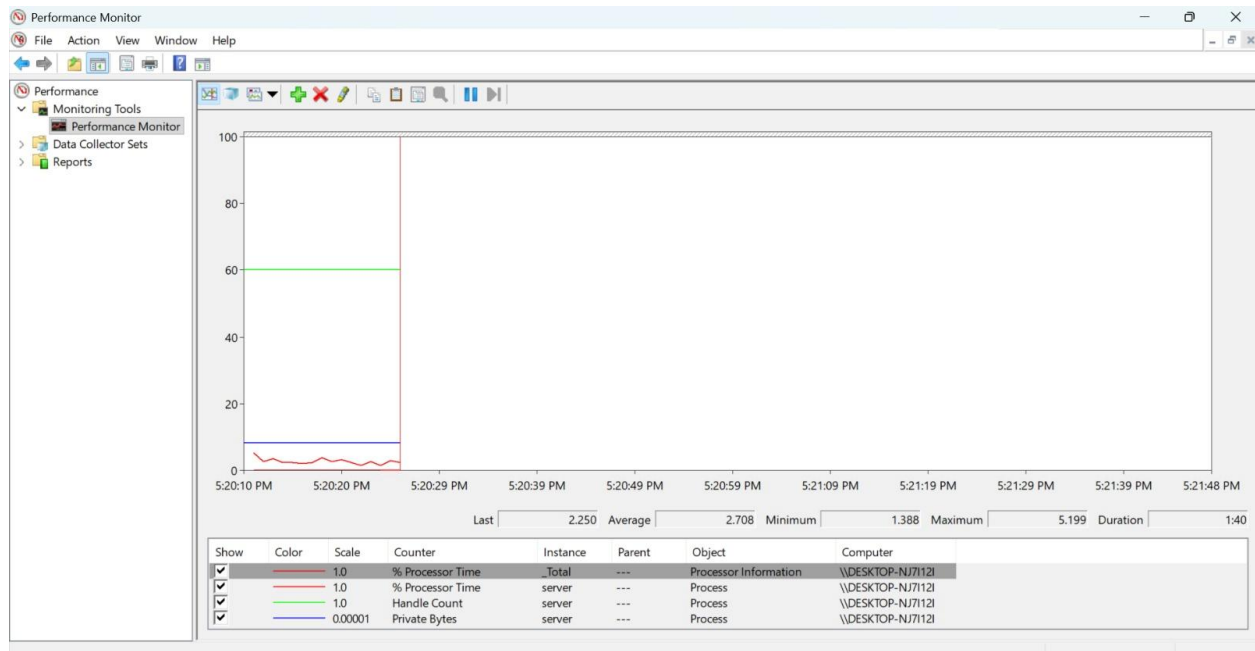 Performance Monitor
File Action View Window Help
Performance
Monitoring Tools
Performance Monitor
Data Collector Sets
Reports
100
80
60
40
20
0
5:20:10 PM 5:20:20 PM 5:20:29 PM 5:20:39 PM 5:20:49 PM 5:20:59 PM 5:21:09 PM 5:21:19 PM 5:21:29 PM 5:21:39 PM 5:21:48 PM
Last 2.250 Average 2.708 Minimum 1.388 Maximum 5.199 Duration 1:40
Show Color Scale Counter Instance Parent Object Computer
1.0 % Processor Time _Total --- Processor Information \\DESKTOP-NJ7I12I
1.0 % Processor Time server --- Process \\DESKTOP-NJ7I12I
1.0 Handle Count server --- Process \\DESKTOP-NJ7I12I
0.00001 Private Bytes server --- Process \\DESKTOP-NJ7I12I